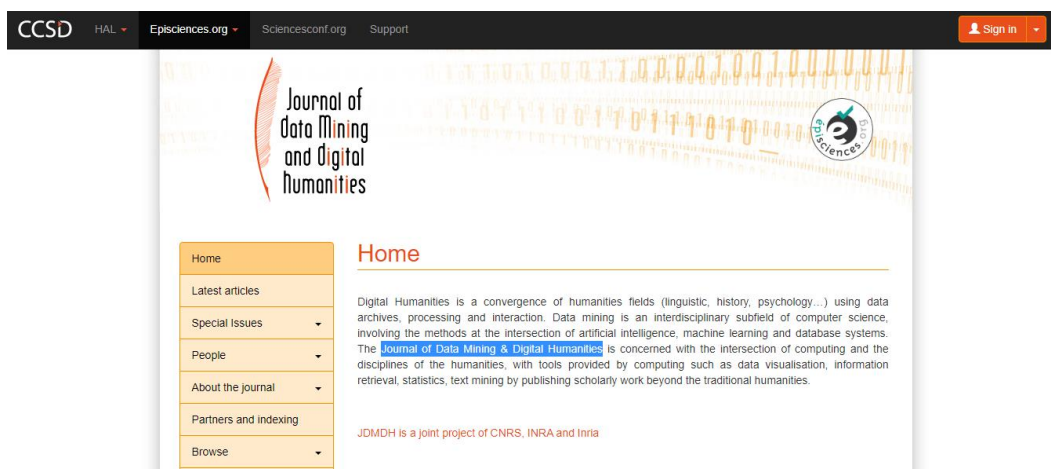 CCSD HAL Episciences.org Sciencesconf.org Support Sign in
Journal of
data Mining
and digital
humanities
épisciences.org
Home
Latest articles
Special Issues
People
About the journal
Partners and indexing
Browse
Home
Digital Humanities is a convergence of humanities fields (linguistic, history, psychology…) using data
archives, processing and interaction. Data mining is an interdisciplinary subfield of computer science,
involving the methods at the intersection of artificial intelligence, machine learning and database systems.
The Journal of Data Mining & Digital Humanities is concerned with the intersection of computing and the
disciplines of the humanities, with tools provided by computing such as data visualisation, information
retrieval, statistics, text mining by publishing scholarly work beyond the traditional humanities.
JDMDH is a joint project of CNRS, INRA and Inria